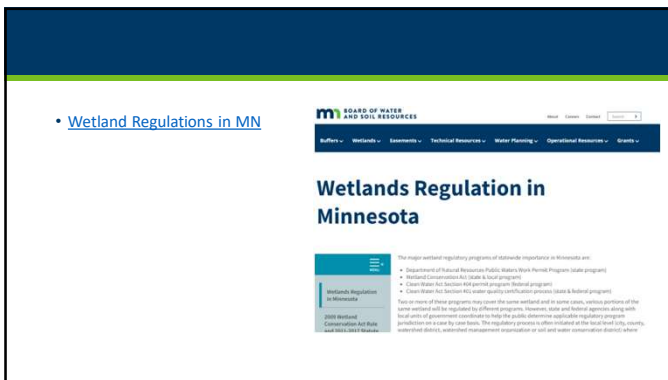 • Wetland Regulations in MN
mn BOARD OF WATER
AND SOIL RESOURCES
About Careers Contact Search
Buffers Wetlands Easements Technical Resources Water Planning Operational Resources Grants
Wetlands Regulation in
Minnesota
MENU
Wetlands Regulation
in Minnesota
2009 Wetland
Conservation Act Rule
and 2011-2017 Statute
The major wetland regulatory programs of statewide importance in Minnesota are:
• Department of Natural Resources Public Waters Work Permit Program (state program)
• Wetland Conservation Act (state & local program)
• Clean Water Act Section 404 permit program (federal program)
• Clean Water Act Section 401 water quality certification process (state & federal program)
Two or more of these programs may cover the same wetland and in some cases, various portions of the
same wetland will be regulated by different programs. However, state and federal agencies along with
local units of government coordinate to help the public determine applicable regulatory program
jurisdiction on a case by case basis. The regulatory process is often initiated at the local level (city, county,
watershed district, watershed management organization or soil and water conservation district) where